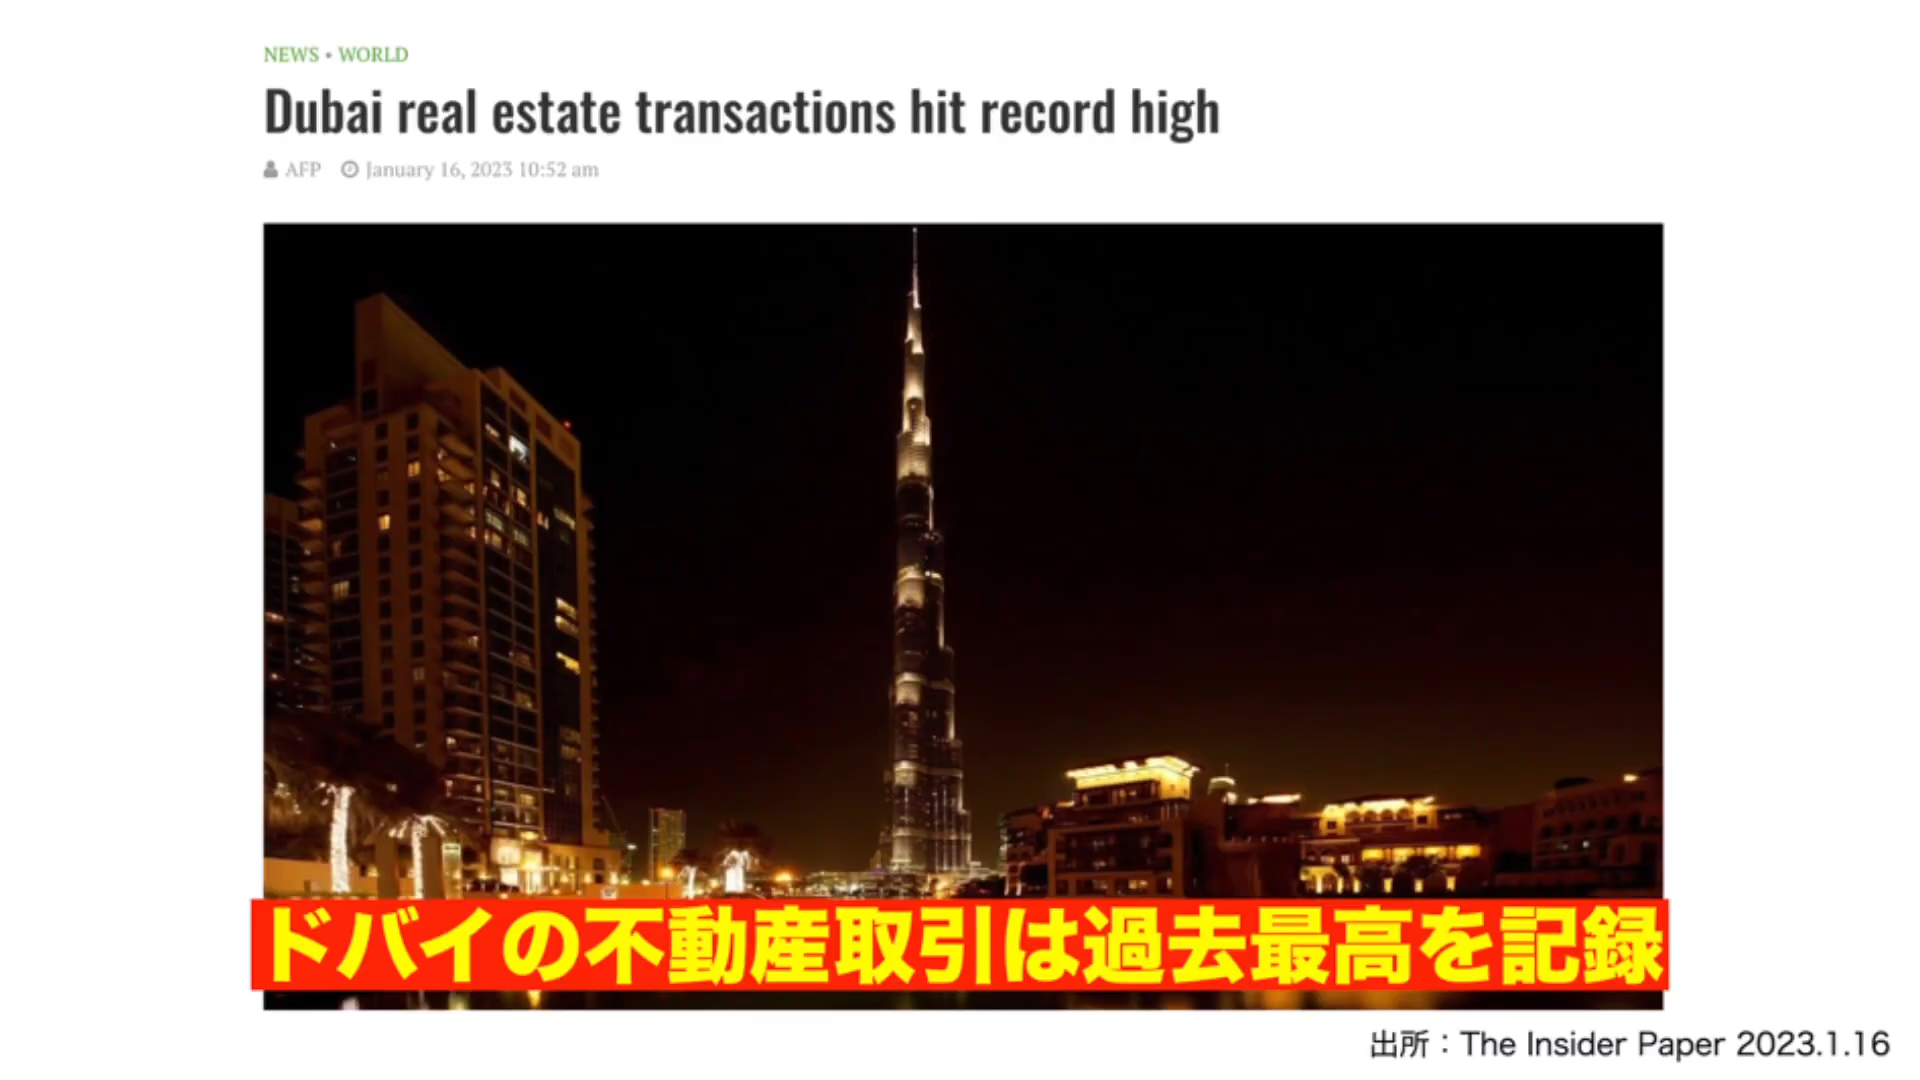 NEWS • WORLD
Dubai real estate transactions hit record high
AFP January 16, 2023 10:52 am
ドバイの不動産取引は過去最高を記録
出所：The Insider Paper 2023.1.16